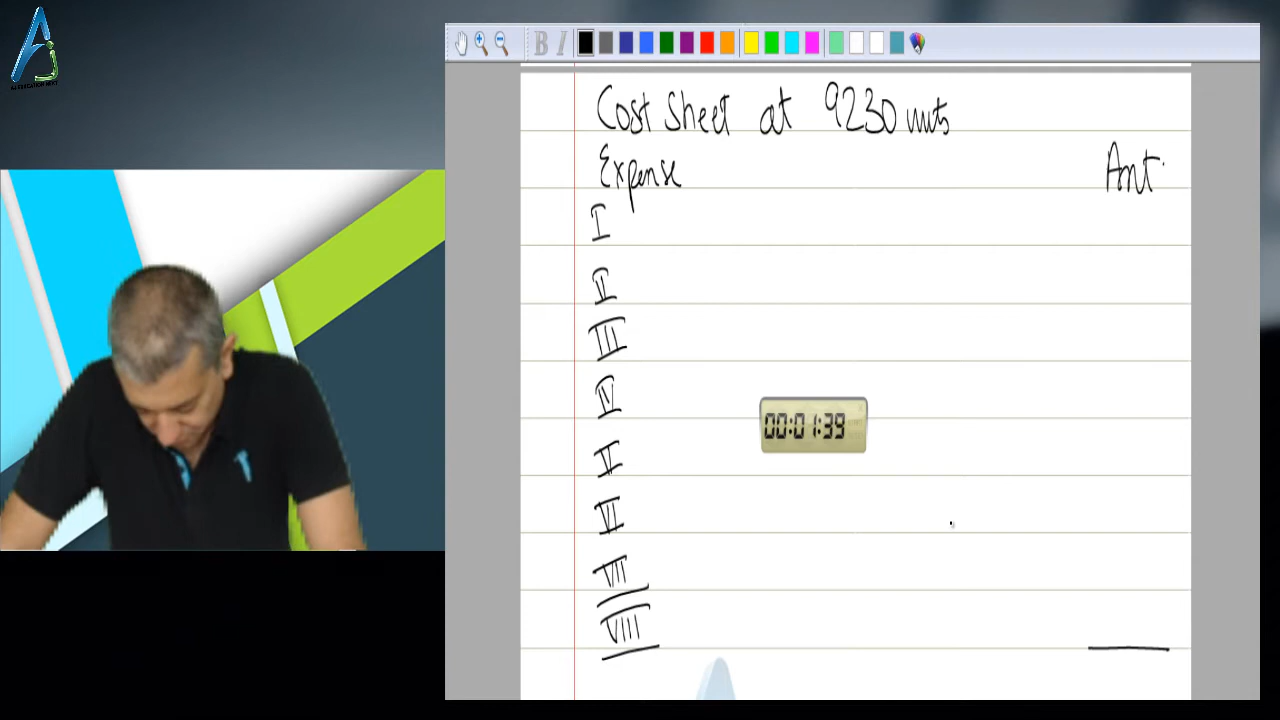 Cost Sheet at 9230 units
Expense Amt.
I
II
III
IV
V
VI
VII
VIII
00:01:39
B I